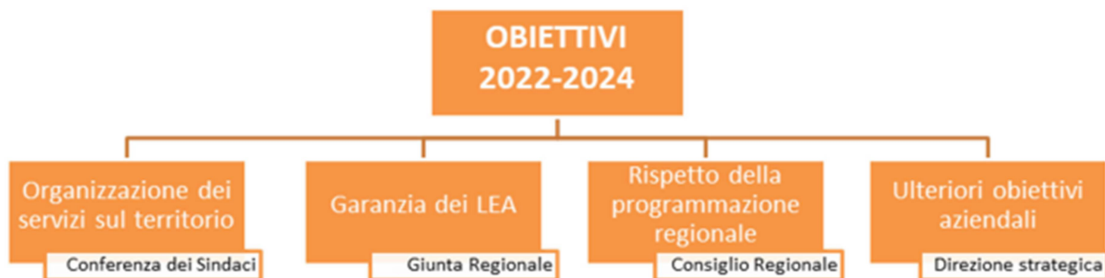 OBIETTIVI
2022-2024
Organizzazione dei
servizi sul territorio
Conferenza dei Sindaci
Garanzia dei LEA
Giunta Regionale
Rispetto della
programmazione
regionale
Consiglio Regionale
Ulteriori obiettivi
aziendali
Direzione strategica